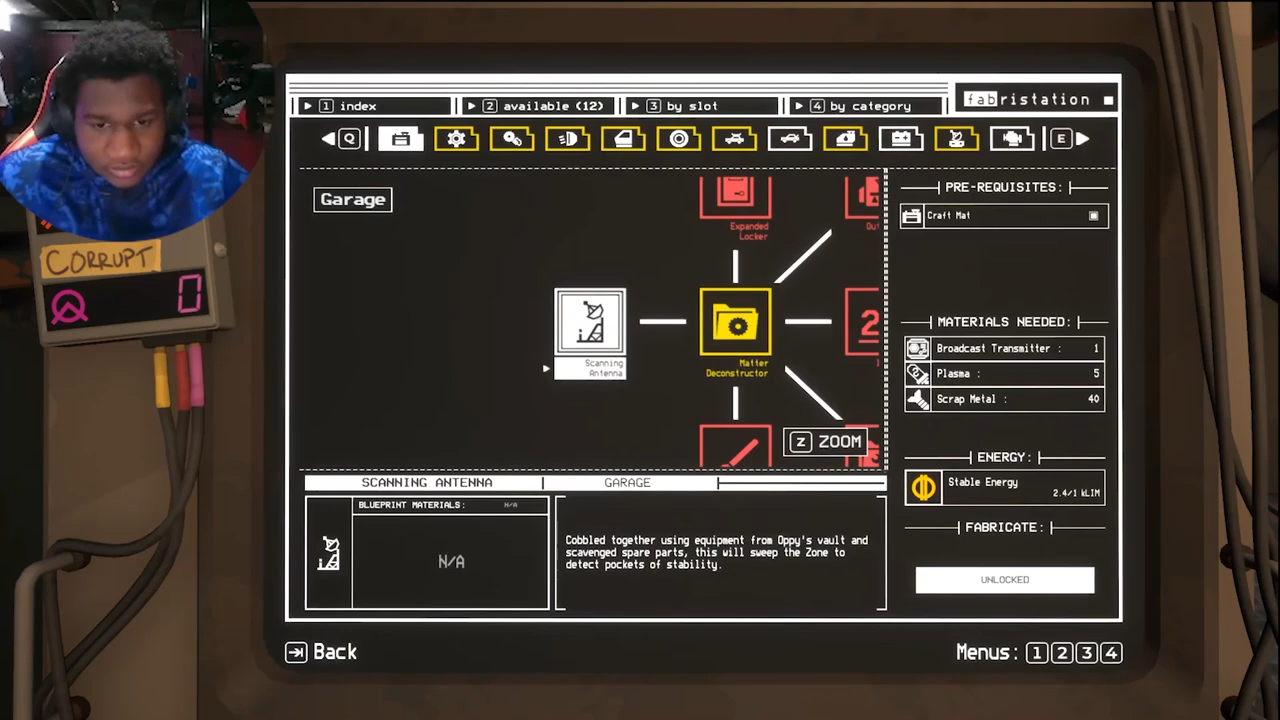 fabristation
1 index
2 available (12)
3 by slot
4 by category
Q
E
Garage
PRE-REQUISITES:
Craft Mat
Expanded
Locker
Scanning
Antenna
Matter
Deconstructor
2
Z ZOOM
MATERIALS NEEDED:
Broadcast Transmitter : 1
Plasma : 5
Scrap Metal : 40
ENERGY:
Stable Energy
2.4/1 kLIM
FABRICATE:
UNLOCKED
SCANNING ANTENNA
GARAGE
BLUEPRINT MATERIALS: N/A
N/A
Cobbled together using equipment from Oppy's vault and
scavenged spare parts, this will sweep the Zone to
detect pockets of stability.
CORRUPT
0
Back
Menus: 1 2 3 4